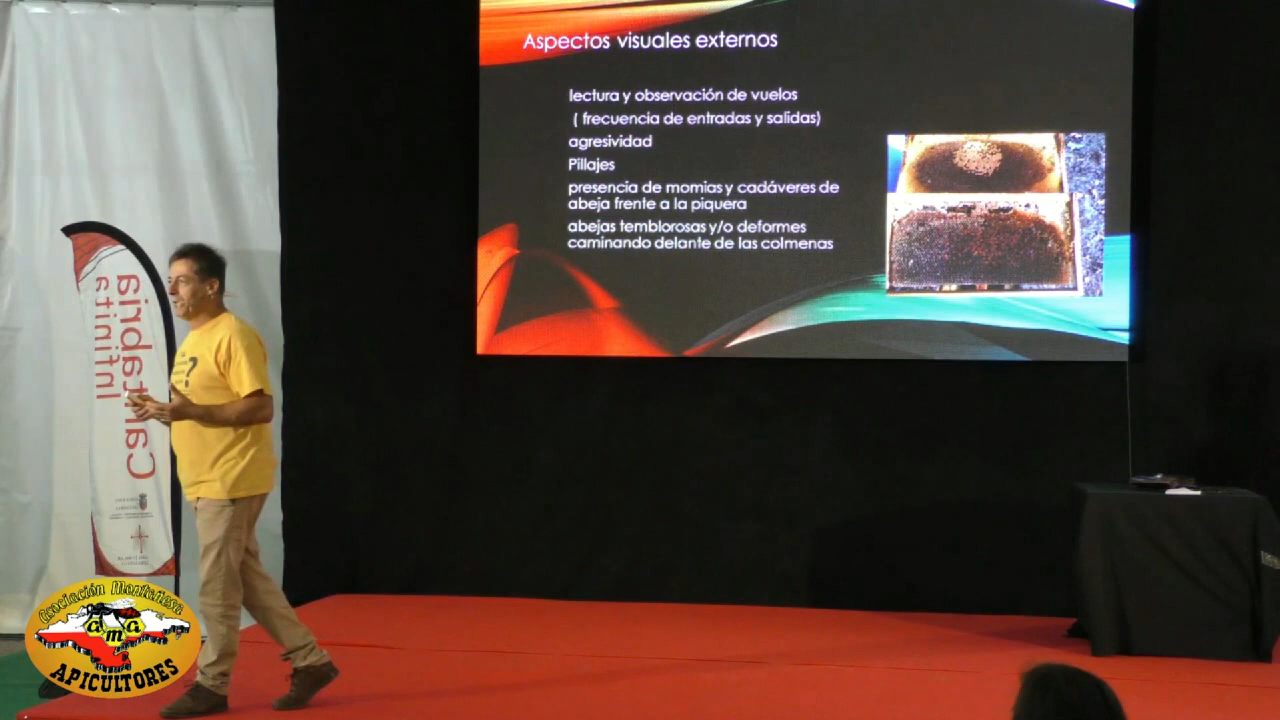 Aspectos visuales externos
lectura y observación de vuelos
( frecuencia de entradas y salidas)
agresividad
Pillajes
presencia de momias y cadáveres de
abeja frente a la piquera
abejas temblorosas y/o deformes
caminando delante de las colmenas
Cantabria
Infinita
?
Asociación Montañesa
AMA
APICULTORES